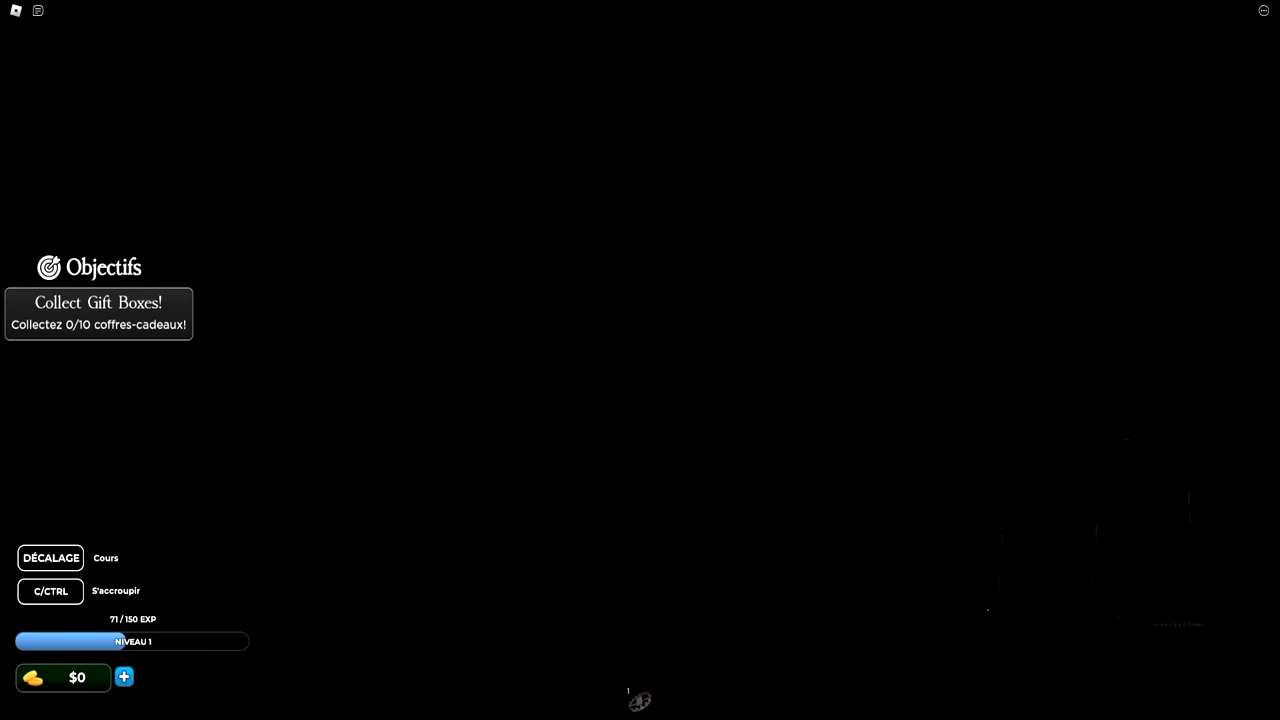 Objectifs
Collect Gift Boxes!
Collectez 0/10 coffres-cadeaux!
DÉCALAGE Cours
C/CTRL S'accroupir
71 / 150 EXP
NIVEAU 1
$0
1